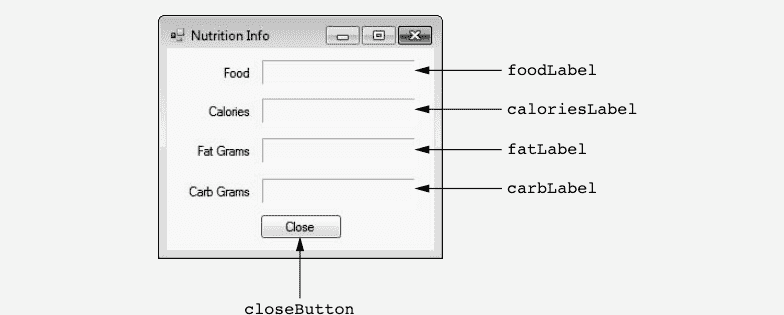 Nutrition Info
Food
foodLabel
Calories
caloriesLabel
Fat Grams
fatLabel
Carb Grams
carbLabel
Close
closeButton